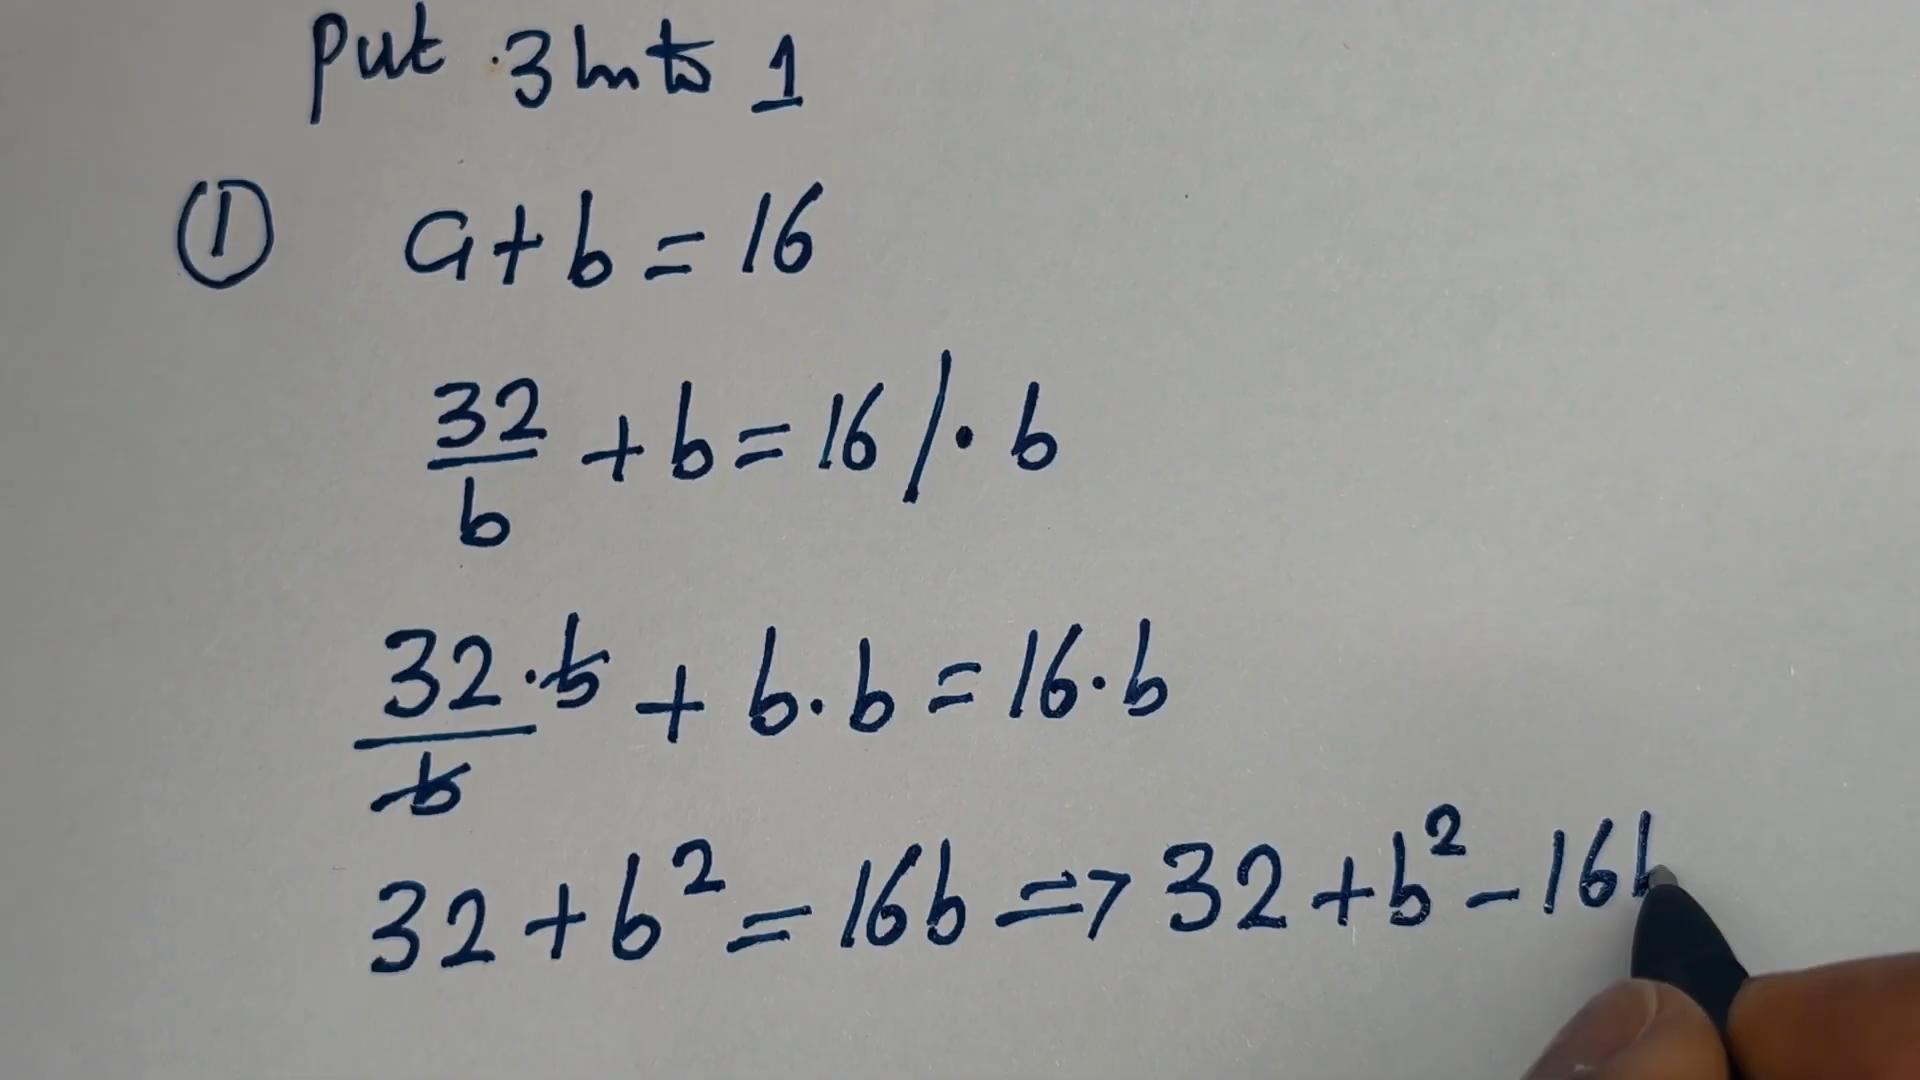 put 3 into 1
① a+b=16
32/b + b = 16 / · b
32·b/b + b·b = 16·b
32 + b² = 16b => 32 + b² - 16b